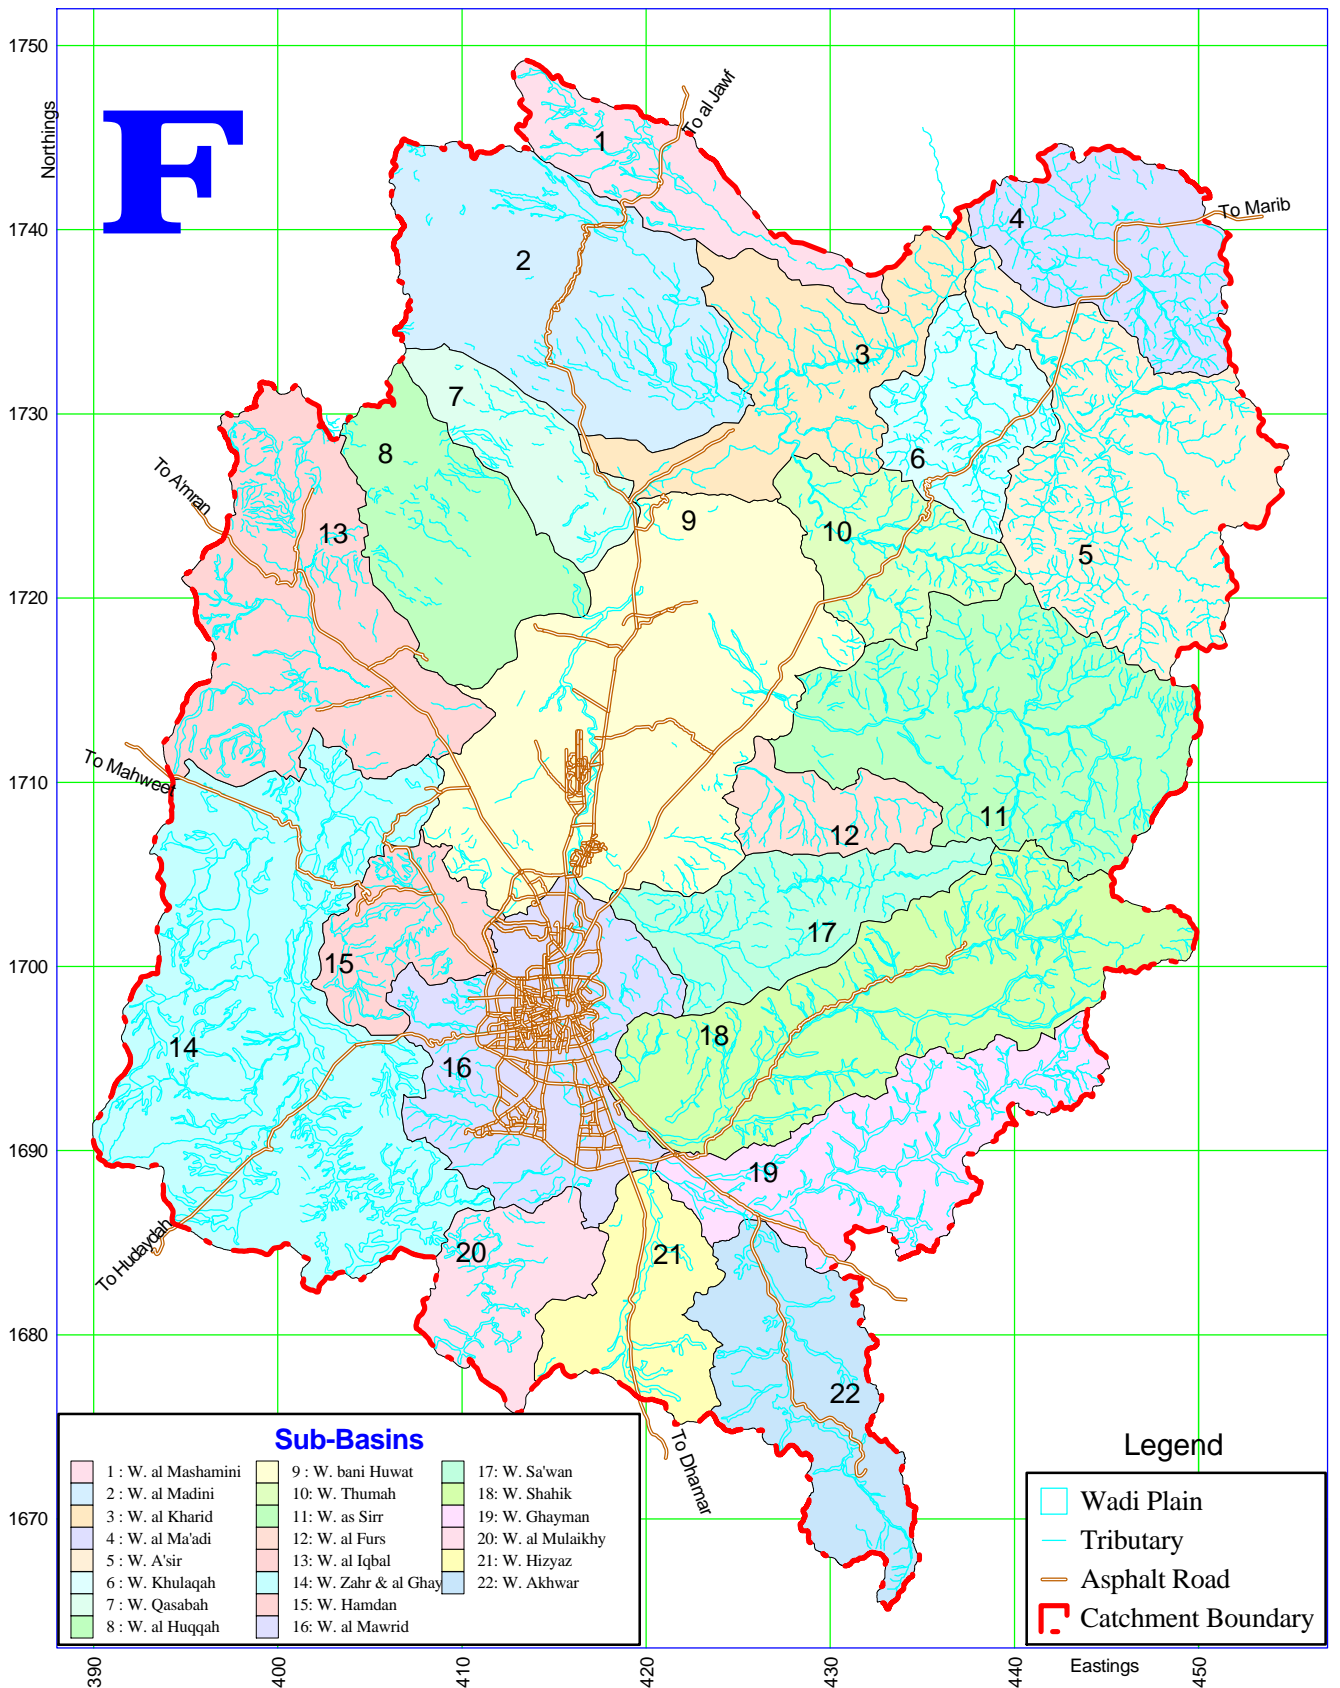 1750
Northings
F
To al Jawf
1
1740
4
To Marib
2
3
7
1730
8
6
To A'mran
9
13
10
5
1720
To Mahweet
1710
11
12
17
15
1700
18
14
16
1690
19
20
21
To Hudaydah
1680
22
To Dhamar
1670
Sub-Basins
1 : W. al Mashamini
2 : W. al Madini
3 : W. al Kharid
4 : W. al Ma'adi
5 : W. A'sir
6 : W. Khulaqah
7 : W. Qasabah
8 : W. al Huqqah
9 : W. bani Huwat
10: W. Thumah
11: W. as Sirr
12: W. al Furs
13: W. al Iqbal
14: W. Zahr & al Ghay
15: W. Hamdan
16: W. al Mawrid
17: W. Sa'wan
18: W. Shahik
19: W. Ghayman
20: W. al Mulaikhy
21: W. Hizyaz
22: W. Akhwar
Legend
Wadi Plain
Tributary
Asphalt Road
Catchment Boundary
390
400
410
420
430
440
Eastings
450